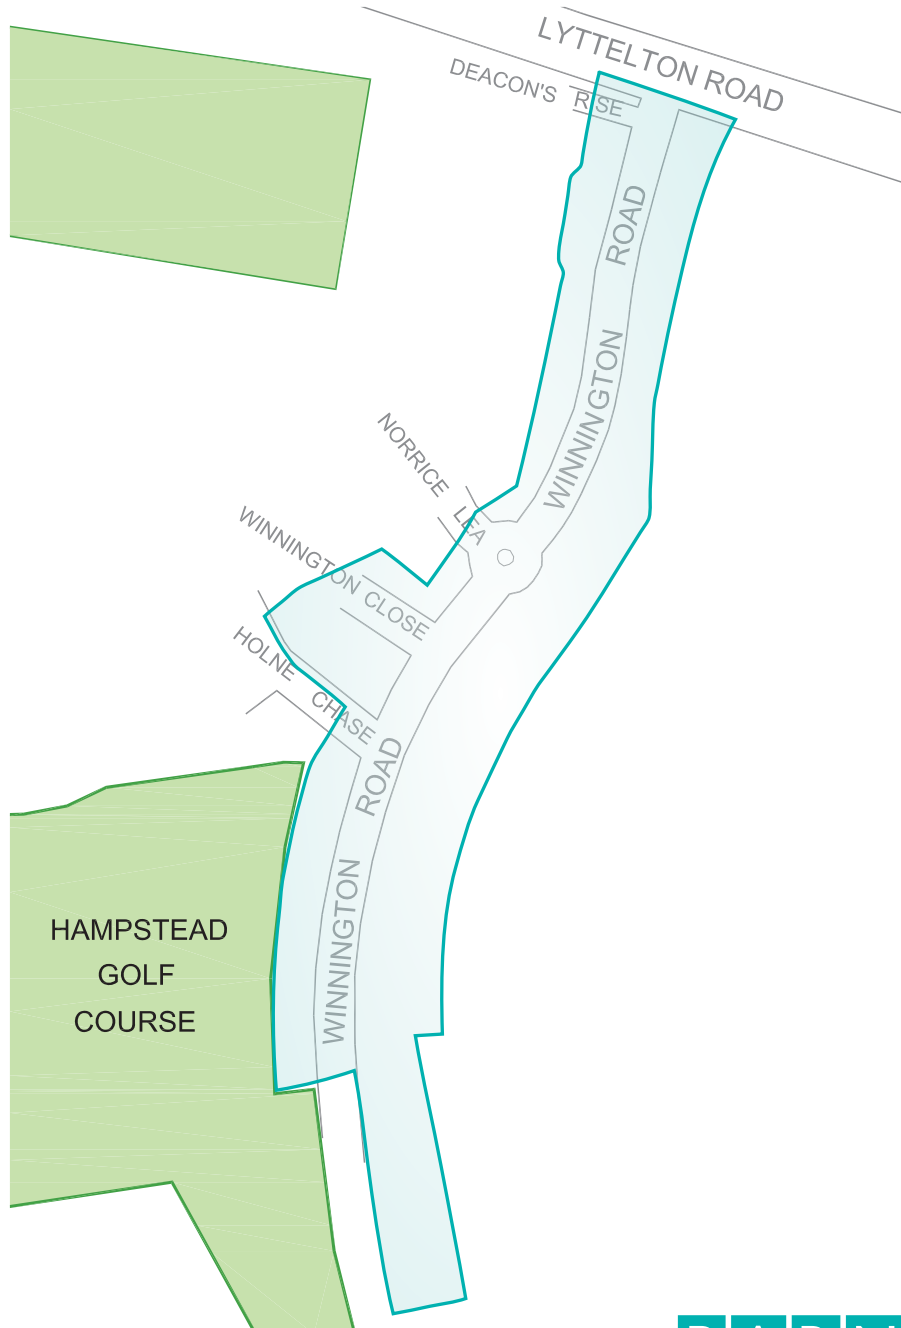 LYTTELTON ROAD
DEACON'S RISE
WINNINGTON ROAD
NORRICE LEA
WINNINGTON CLOSE
HOLNE CHASE
WINNINGTON ROAD
HAMPSTEAD
GOLF
COURSE